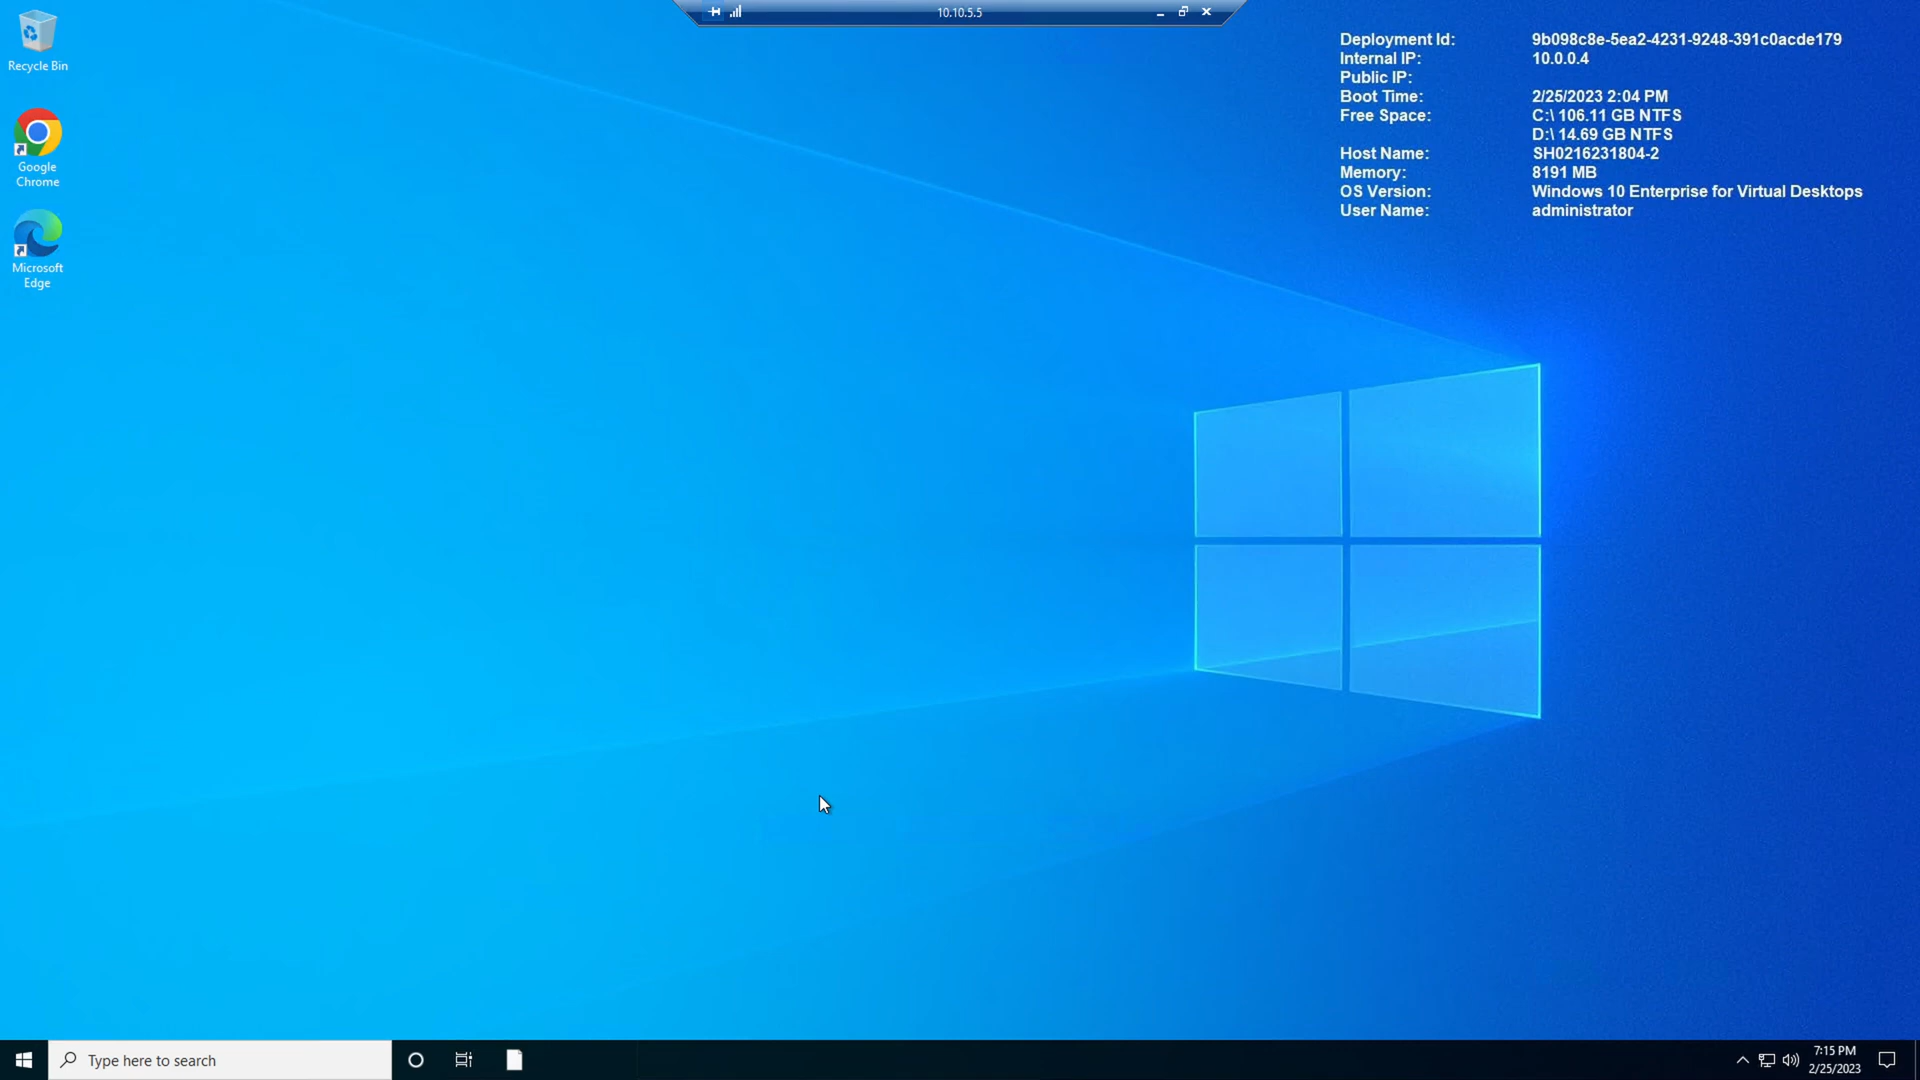 10.10.5.5
Recycle Bin
Google
Chrome
Microsoft
Edge
Deployment Id: 9b098c8e-5ea2-4231-9248-391c0acde179
Internal IP: 10.0.0.4
Public IP:
Boot Time: 2/25/2023 2:04 PM
Free Space: C:\ 106.11 GB NTFS
D:\ 14.69 GB NTFS
Host Name: SH0216231804-2
Memory: 8191 MB
OS Version: Windows 10 Enterprise for Virtual Desktops
User Name: administrator
Type here to search
7:15 PM
2/25/2023